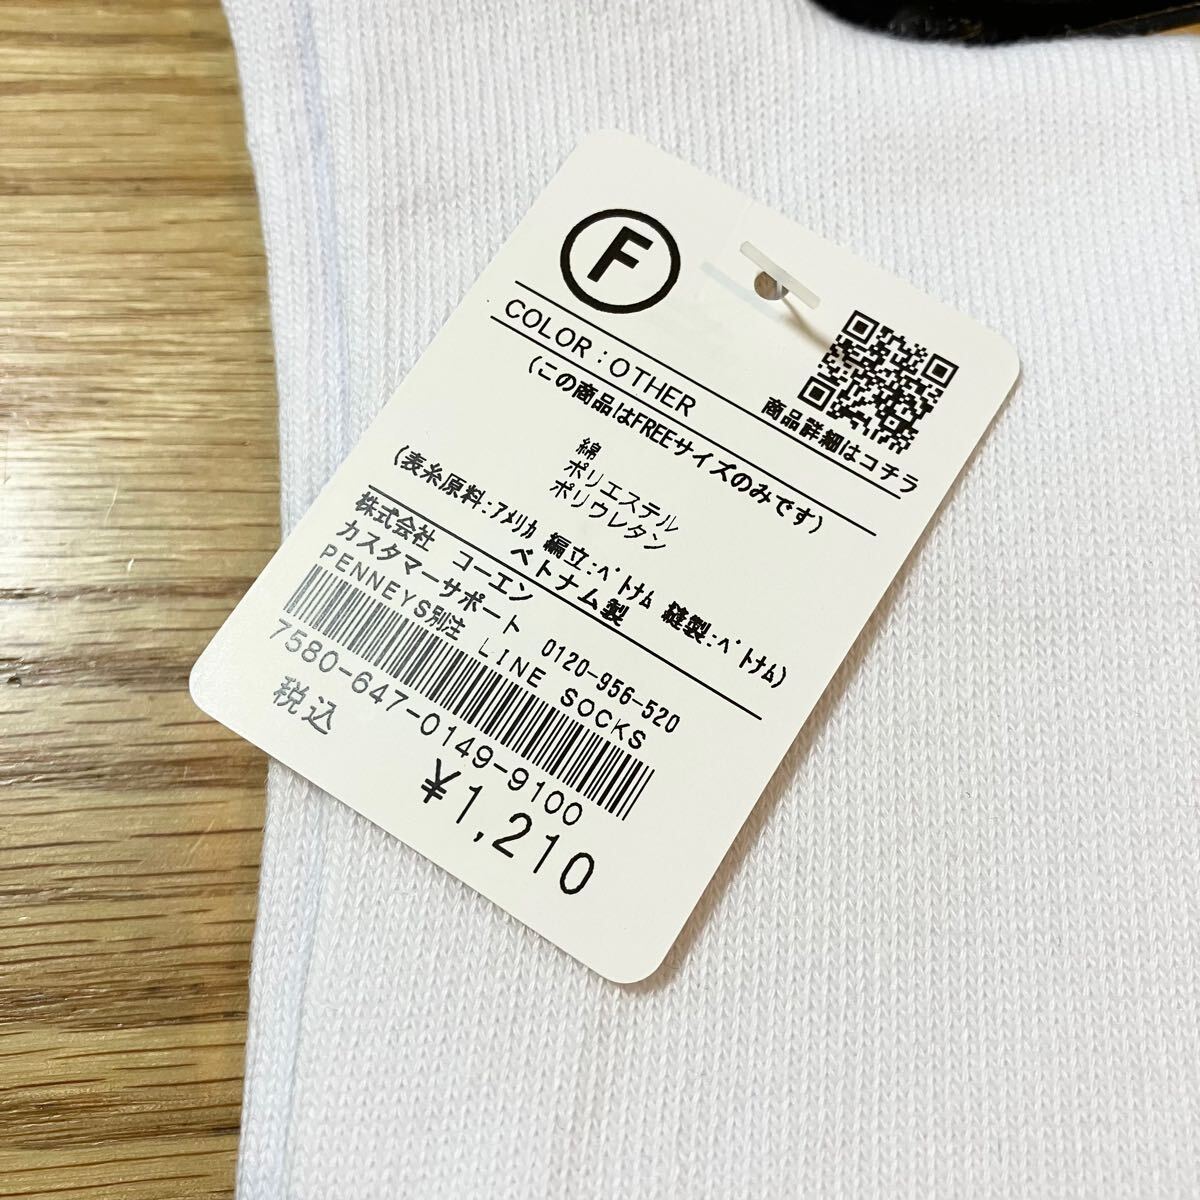 F
COLOR:OTHER
商品詳細はコチラ
(この商品はFREEサイズのみです)
綿
ポリエステル
ポリウレタン
(表糸原料:アメリカ 編立:ベトナム 縫製:ベトナム)
ベトナム製
株式会社 コーエン
カスタマーサポート 0120-956-520
PENNEYS別注 LINE SOCKS
7580-647-0149-9100
税込
¥1,210